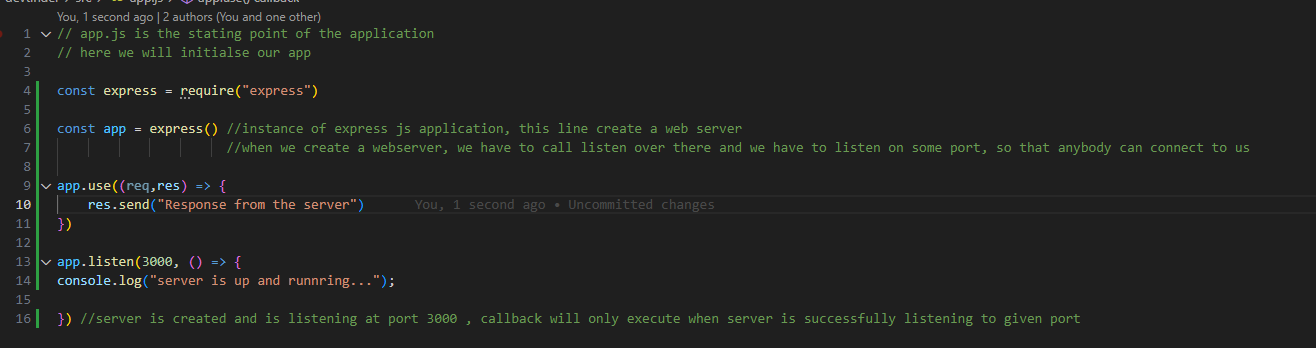 devtinder > src > app.js > app.use() callback
You, 1 second ago | 2 authors (You and one other)
1 // app.js is the stating point of the application
2 // here we will initialse our app
3
4 const express = require("express")
5
6 const app = express() //instance of express js application, this line create a web server
7 //when we create a webserver, we have to call listen over there and we have to listen on some port, so that anybody can connect to us
8
9 app.use((req,res) => {
10 res.send("Response from the server") You, 1 second ago • Uncommitted changes
11 })
12
13 app.listen(3000, () => {
14 console.log("server is up and runnring...");
15
16 }) //server is created and is listening at port 3000 , callback will only execute when server is successfully listening to given port